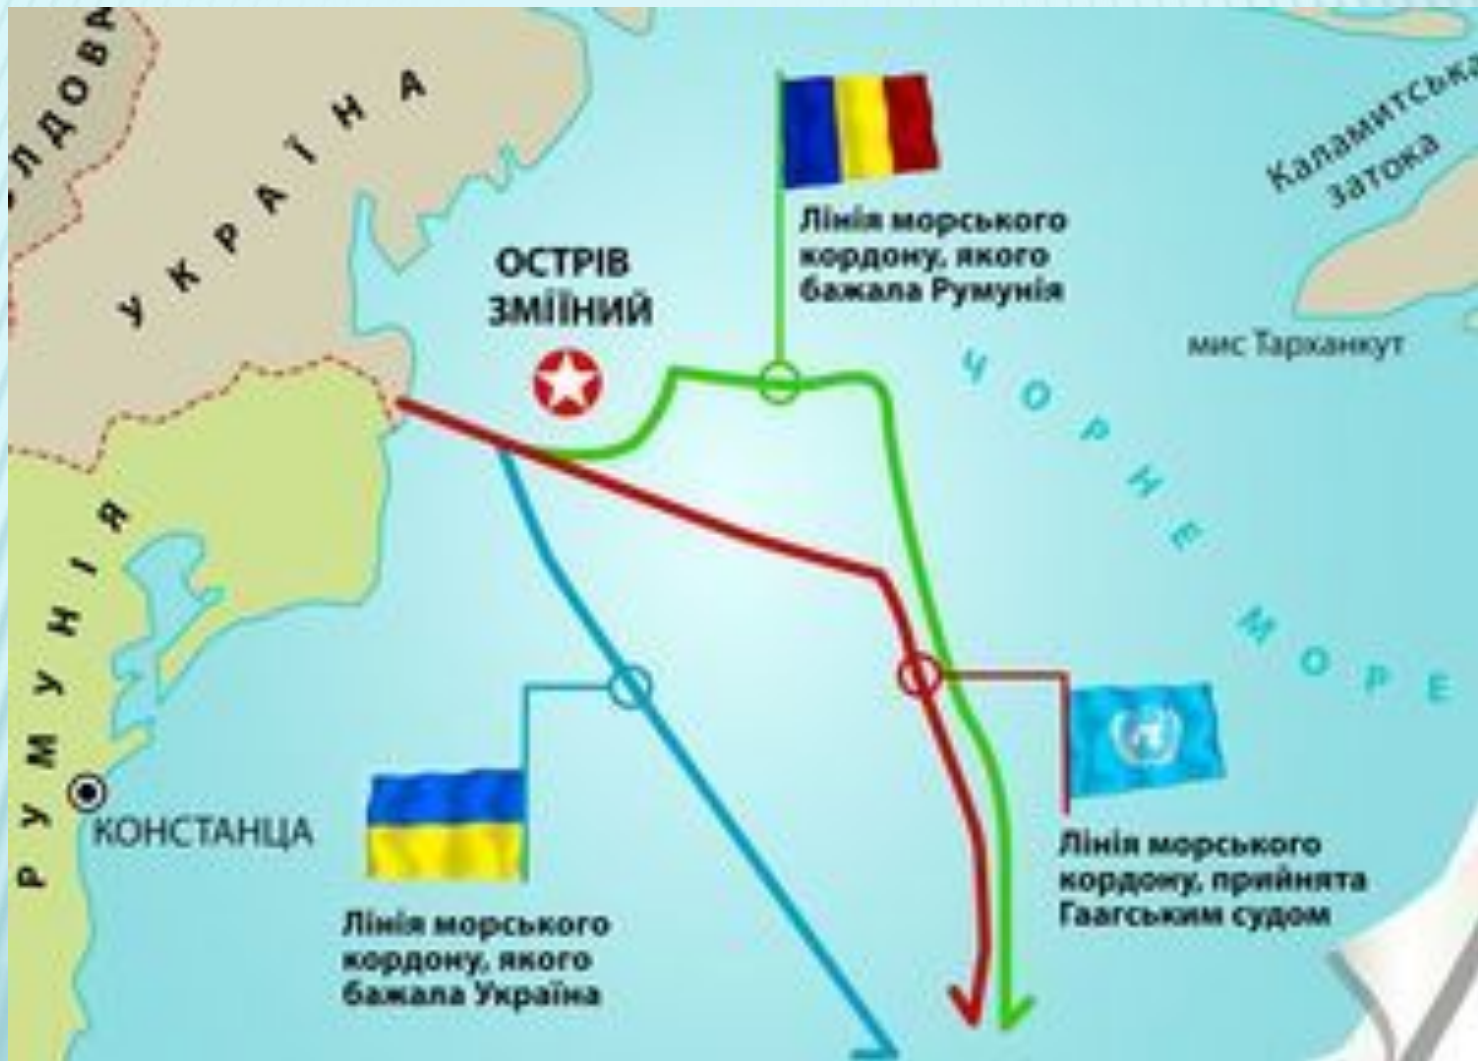 ЛДОВА
УКРАЇНА
ОСТРІВ
ЗМІЇНИЙ
Лінія морського
кордону, якого
бажала Румунія
Каламитська
затока
мис Тарханкут
ЧОРНЕ МОРЕ
РУМУНІЯ
КОНСТАНЦА
Лінія морського
кордону, якого
бажала Україна
Лінія морського
кордону, прийнята
Гаагським судом